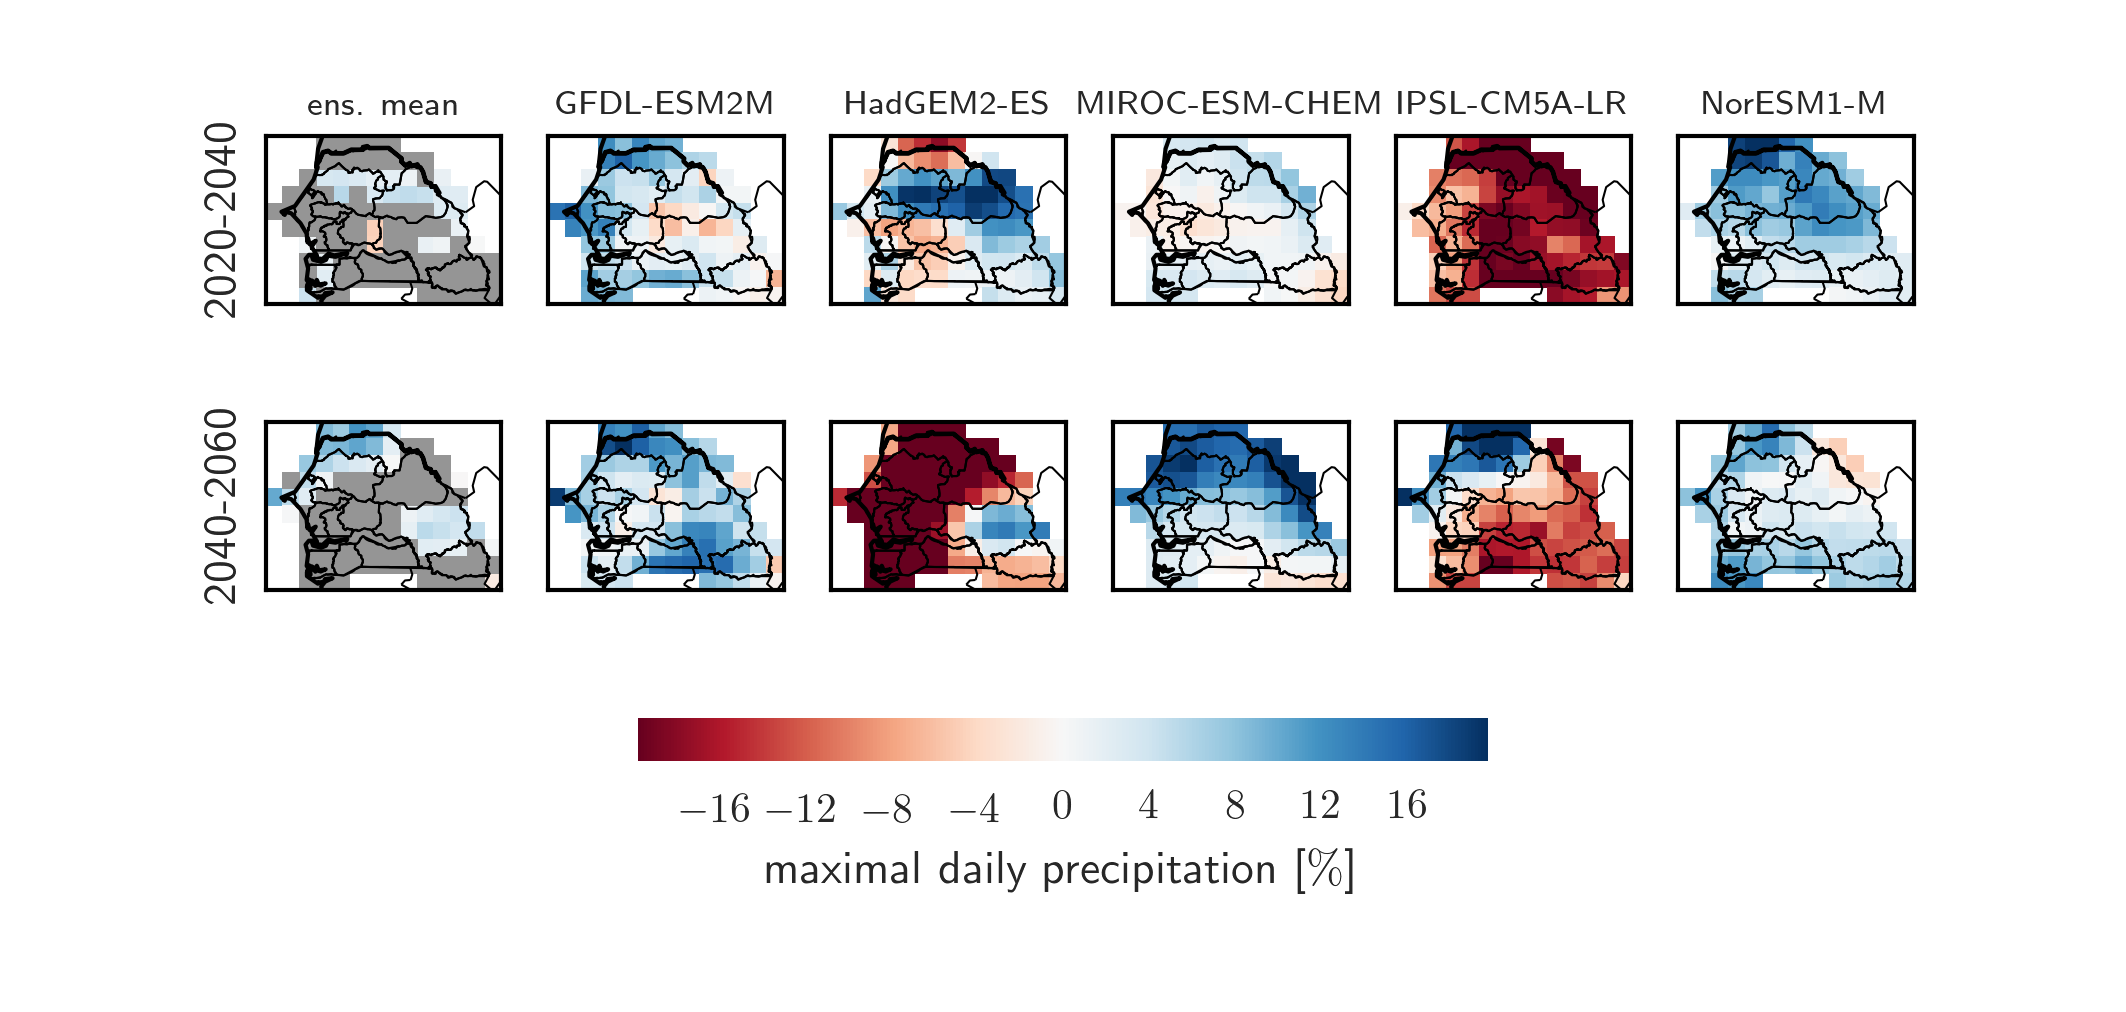 ens. mean
GFDL-ESM2M
HadGEM2-ES
MIROC-ESM-CHEM
IPSL-CM5A-LR
NorESM1-M
2020-2040
2040-2060
−16 −12 −8 −4 0 4 8 12 16
maximal daily precipitation [%]